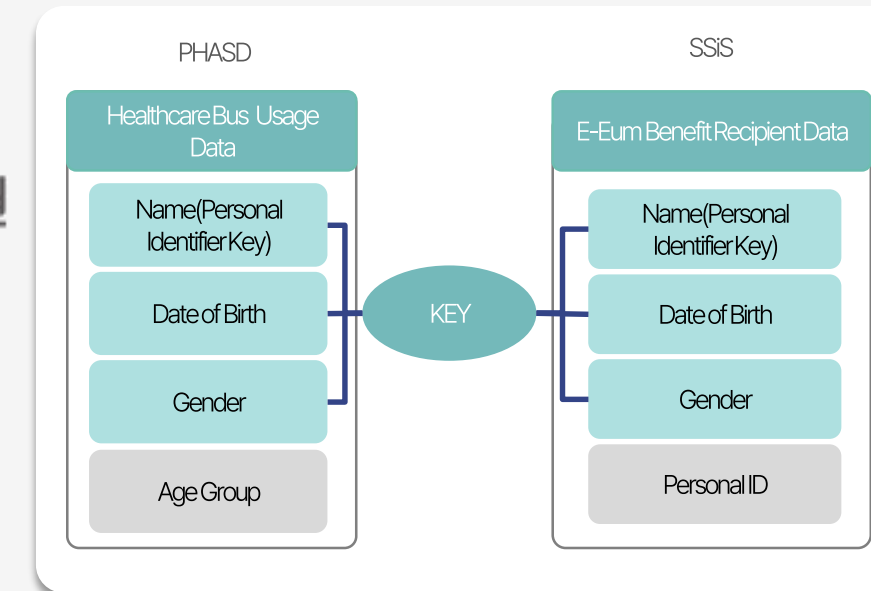 PHASD
Healthcare Bus Usage
Data
Name(Personal
Identifier Key)
Date of Birth
Gender
Age Group
KEY
SSiS
E-Eum Benefit Recipient Data
Name(Personal
Identifier Key)
Date of Birth
Gender
Personal ID